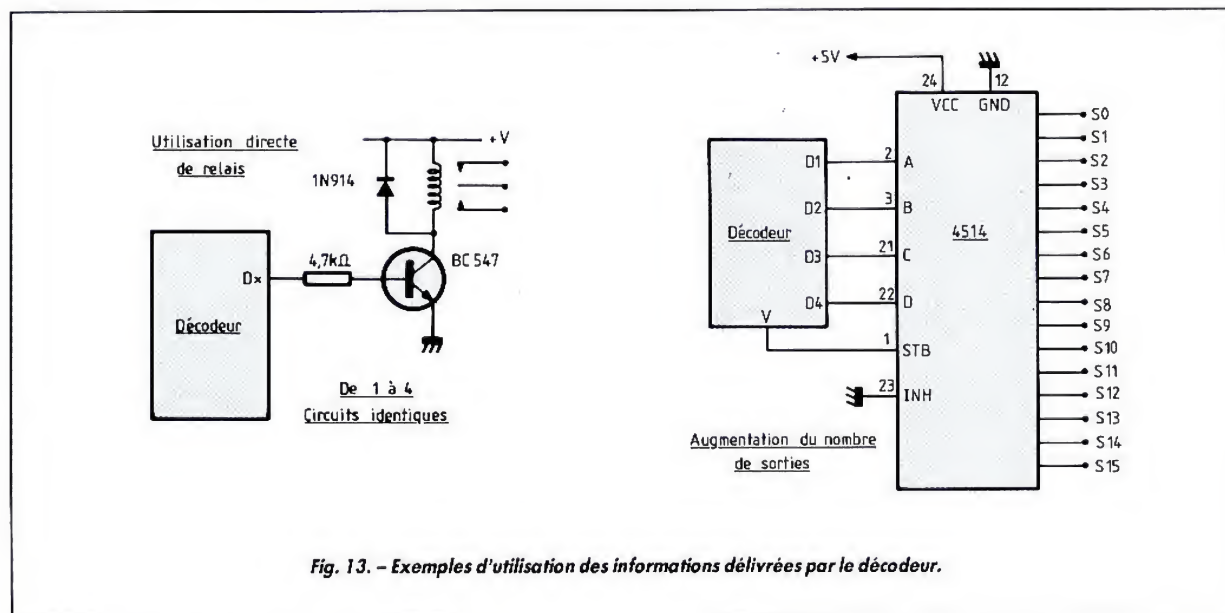 Utilisation directe
de relais
+V
1N914
4,7kΩ
BC 547
Dx
Décodeur
De 1 à 4
Circuits identiques
+5V
24
12
VCC
GND
D1
2
A
D2
3
B
Décodeur
D3
21
C
D4
22
D
V
1
STB
23
INH
4514
S0
S1
S2
S3
S4
S5
S6
S7
S8
S9
S10
S11
S12
S13
S14
S15
Augmentation du nombre
de sorties
Fig. 13. – Exemples d'utilisation des informations délivrées par le décodeur.